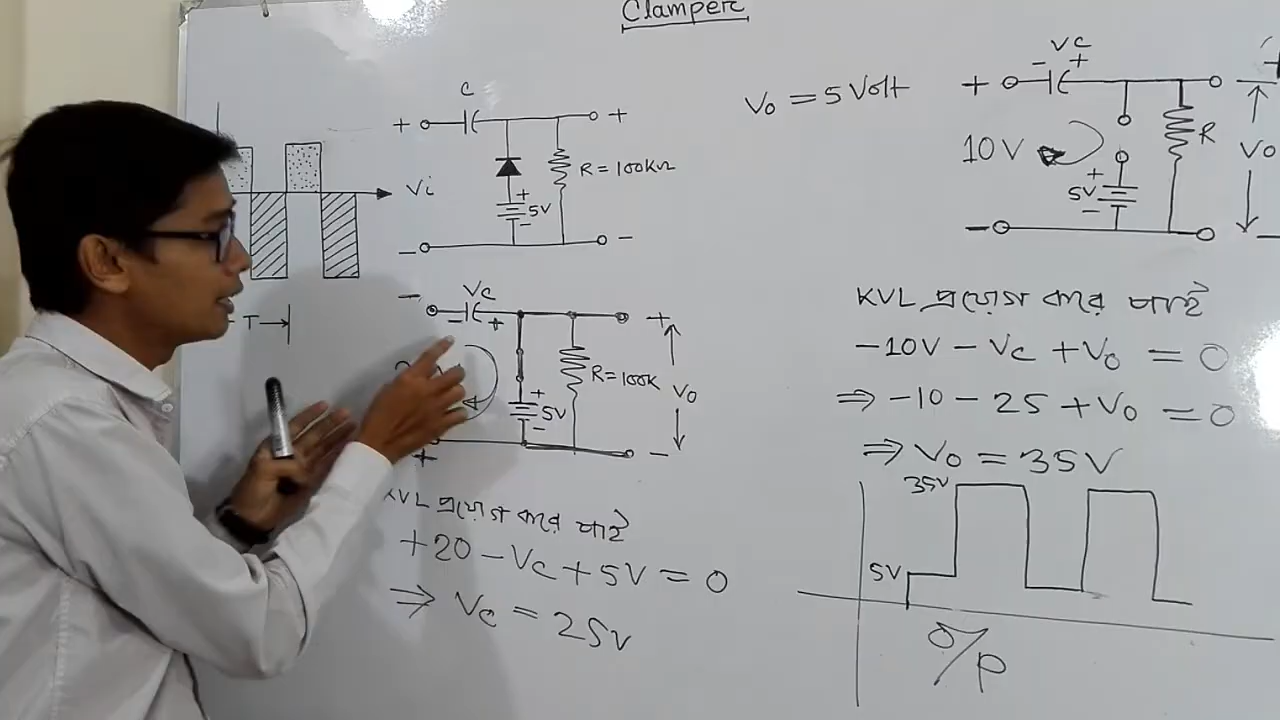 Clamper
C
+ +
Vi
R = 100KΩ
+
5V
-
- -
T
VC
-
- +
+
R = 100K
+
5V
-
V0
+
-
KVL প্রয়োগ করে পাই
+20 - VC + 5V = 0
⇒ VC = 25V
V0 = 5 Volt
VC
- +
+
10V
R
+
5V
-
V0
-
KVL প্রয়োগ করে পাই
-10V - VC + V0 = 0
⇒ -10 - 25 + V0 = 0
⇒ V0 = 35V
35V
5V
O/P